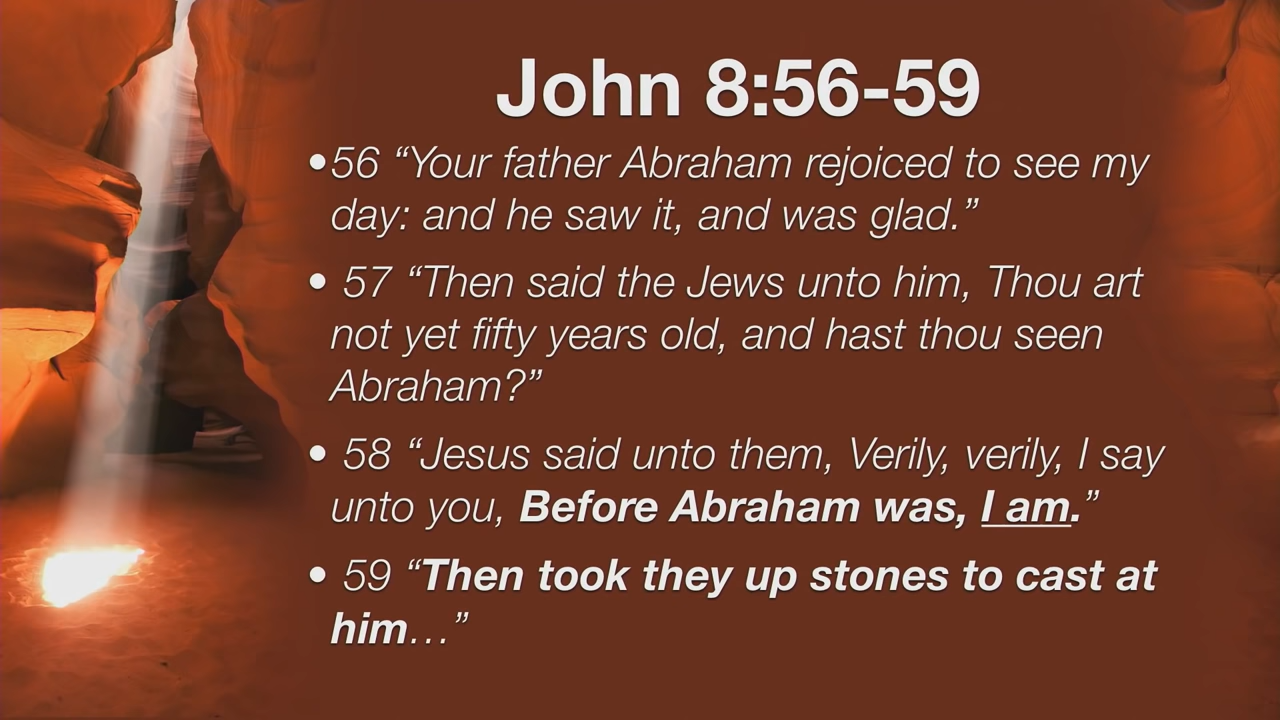 John 8:56-59
•56 “Your father Abraham rejoiced to see my
day: and he saw it, and was glad.”
• 57 “Then said the Jews unto him, Thou art
not yet fifty years old, and hast thou seen
Abraham?”
• 58 “Jesus said unto them, Verily, verily, I say
unto you, Before Abraham was, I am.”
• 59 “Then took they up stones to cast at
him…”